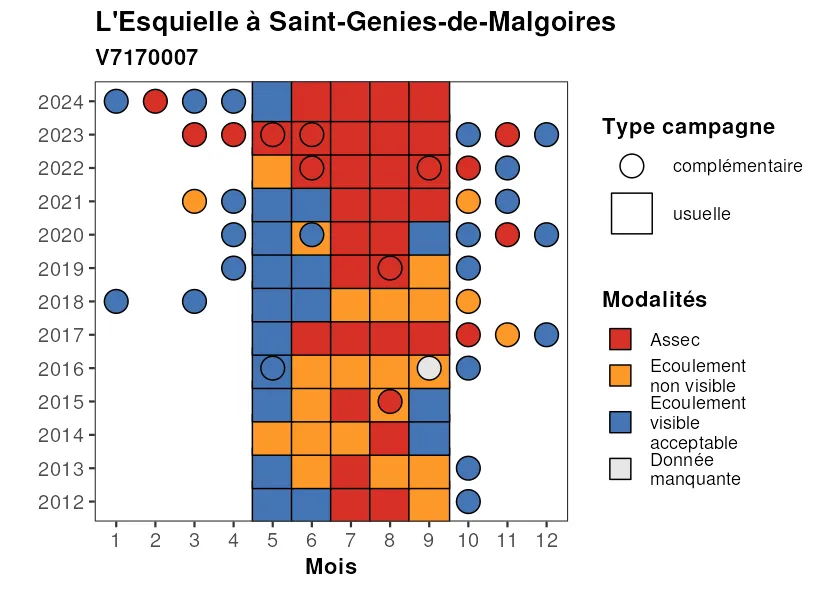 L'Esquielle à Saint-Genies-de-Malgoires
V7170007
2024
2023
2022
2021
2020
2019
2018
2017
2016
2015
2014
2013
2012
1 2 3 4 5 6 7 8 9 10 11 12
Mois
Type campagne
complémentaire
usuelle
Modalités
Assec
Ecoulement
non visible
Ecoulement
visible
acceptable
Donnée
manquante